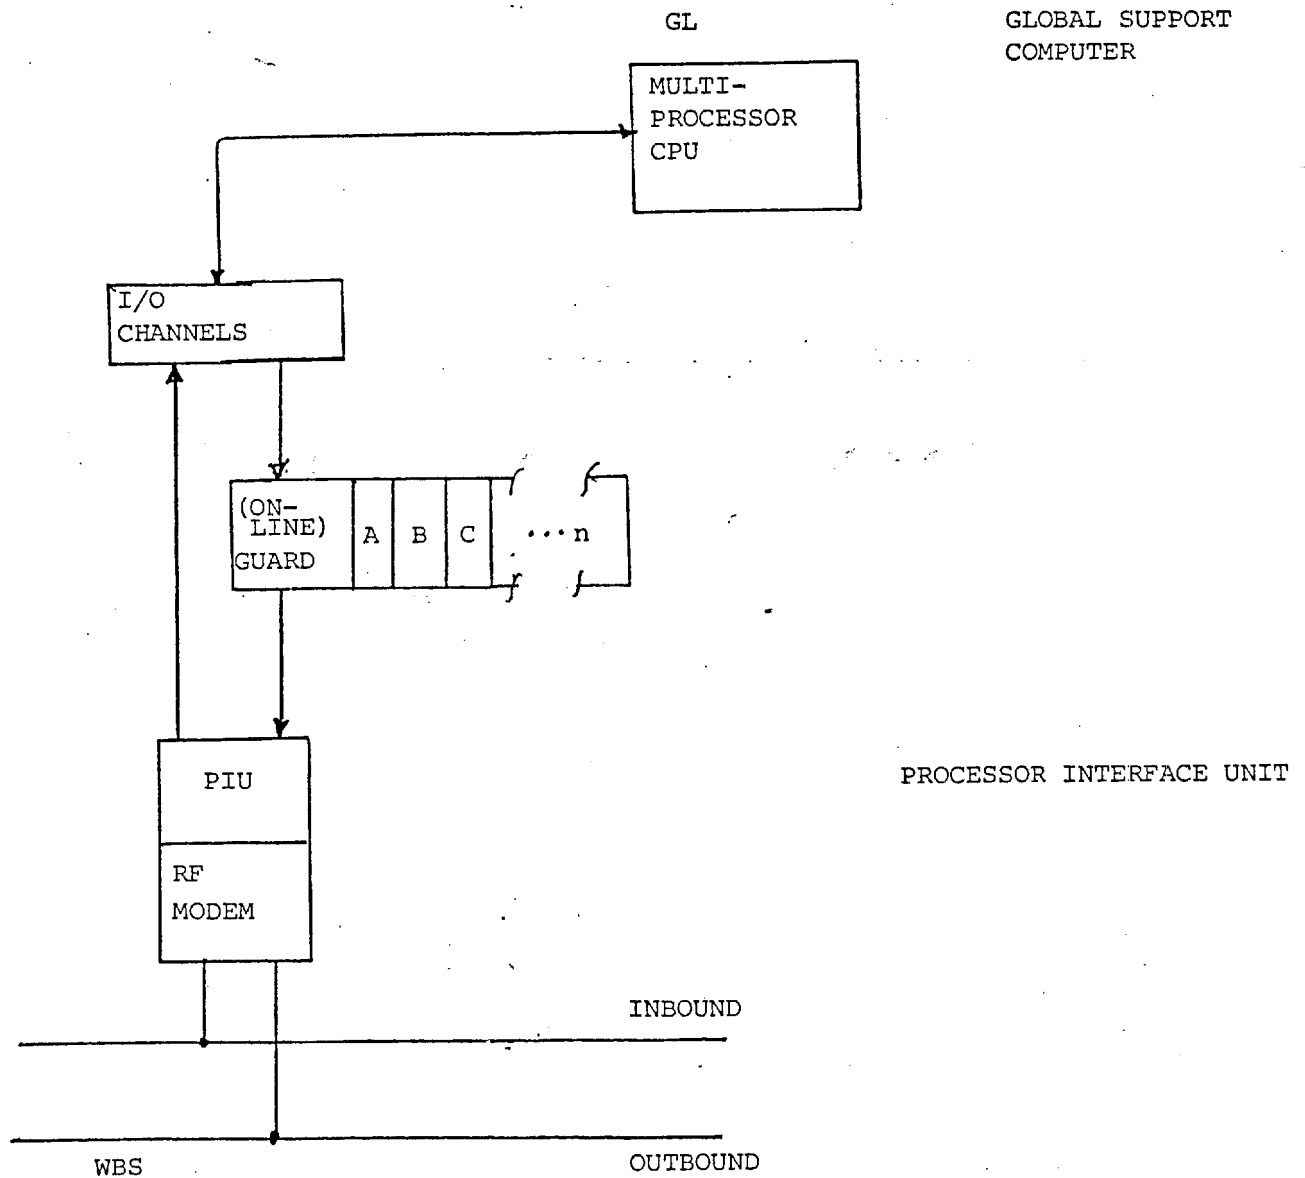 GL
GLOBAL SUPPORT
COMPUTER
MULTI-
PROCESSOR
CPU
I/O
CHANNELS
(ON-
LINE)
GUARD
A
B
C
...n
PIU
PROCESSOR INTERFACE UNIT
RF
MODEM
INBOUND
WBS
OUTBOUND